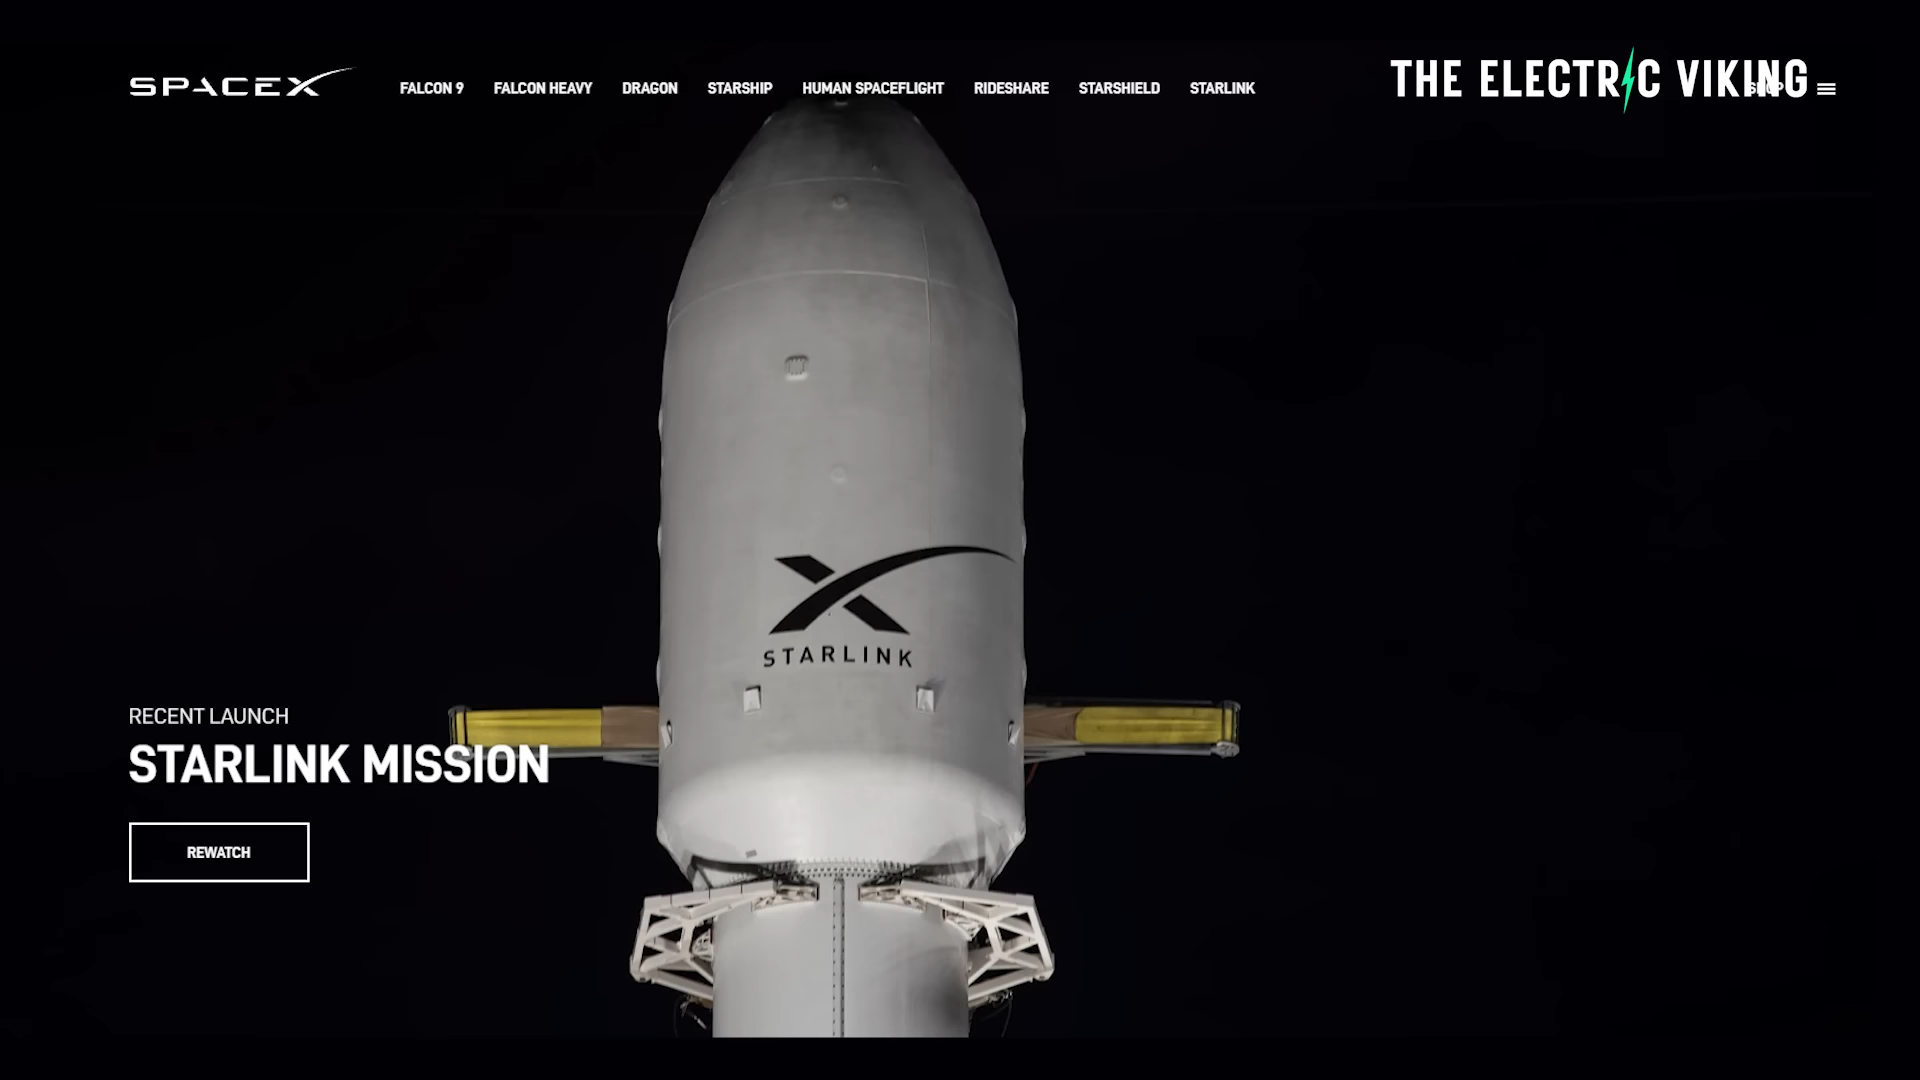 SPACEX
FALCON 9 FALCON HEAVY DRAGON STARSHIP HUMAN SPACEFLIGHT RIDESHARE STARSHIELD STARLINK
THE ELECTRIC VIKING
STARLINK
RECENT LAUNCH
STARLINK MISSION
REWATCH